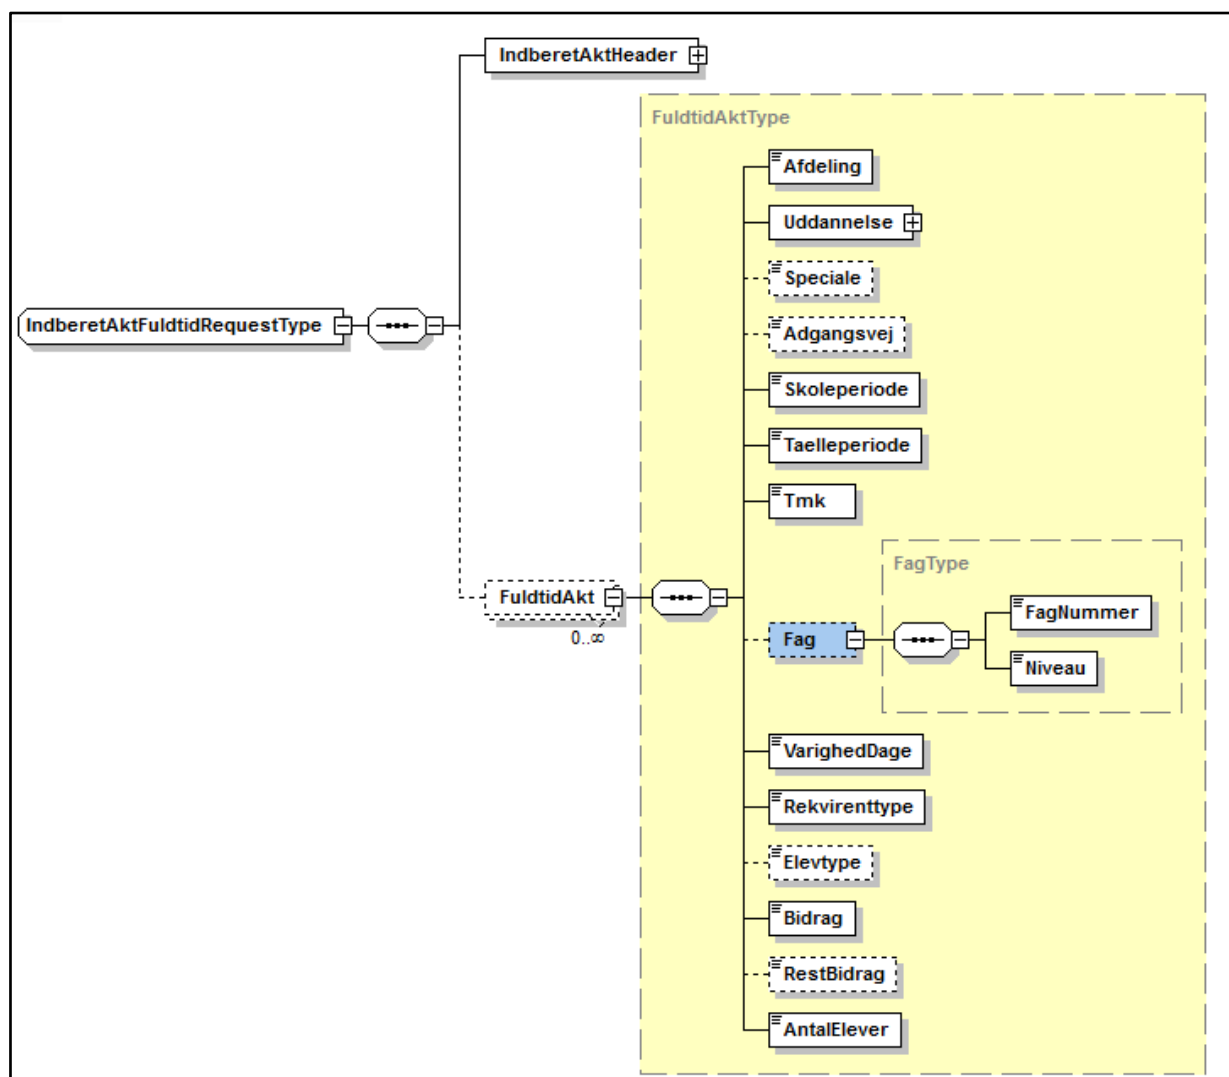 IndberetAktHeader
FuldtidAktType
Afdeling
Uddannelse
Speciale
Adgangsvej
IndberetAktFuldtidRequestType
Skoleperiode
Taelleperiode
Tmk
FagType
FuldtidAkt
0..∞
FagNummer
Fag
Niveau
VarighedDage
Rekvirenttype
Elevtype
Bidrag
RestBidrag
AntalElever